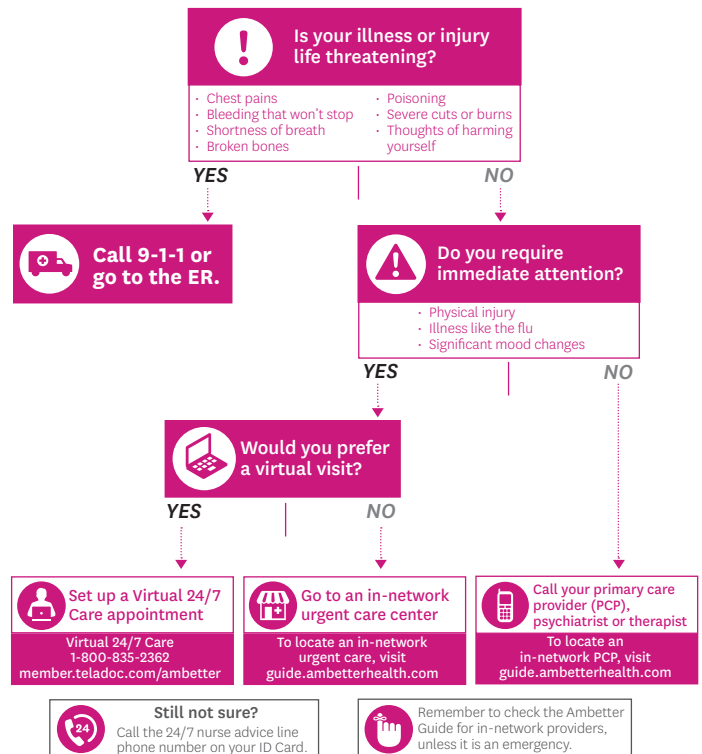 Is your illness or injury
life threatening?
· Chest pains
· Bleeding that won't stop
· Shortness of breath
· Broken bones
· Poisoning
· Severe cuts or burns
· Thoughts of harming
yourself
YES
NO
Call 9-1-1 or
go to the ER.
Do you require
immediate attention?
· Physical injury
· Illness like the flu
· Significant mood changes
YES
NO
Would you prefer
a virtual visit?
YES
NO
Set up a Virtual 24/7
Care appointment
Virtual 24/7 Care
1-800-835-2362
member.teladoc.com/ambetter
Go to an in-network
urgent care center
To locate an in-network
urgent care, visit
guide.ambetterhealth.com
Call your primary care
provider (PCP),
psychiatrist or therapist
To locate an
in-network PCP, visit
guide.ambetterhealth.com
24
Still not sure?
Call the 24/7 nurse advice line
phone number on your ID Card.
Remember to check the Ambetter
Guide for in-network providers,
unless it is an emergency.